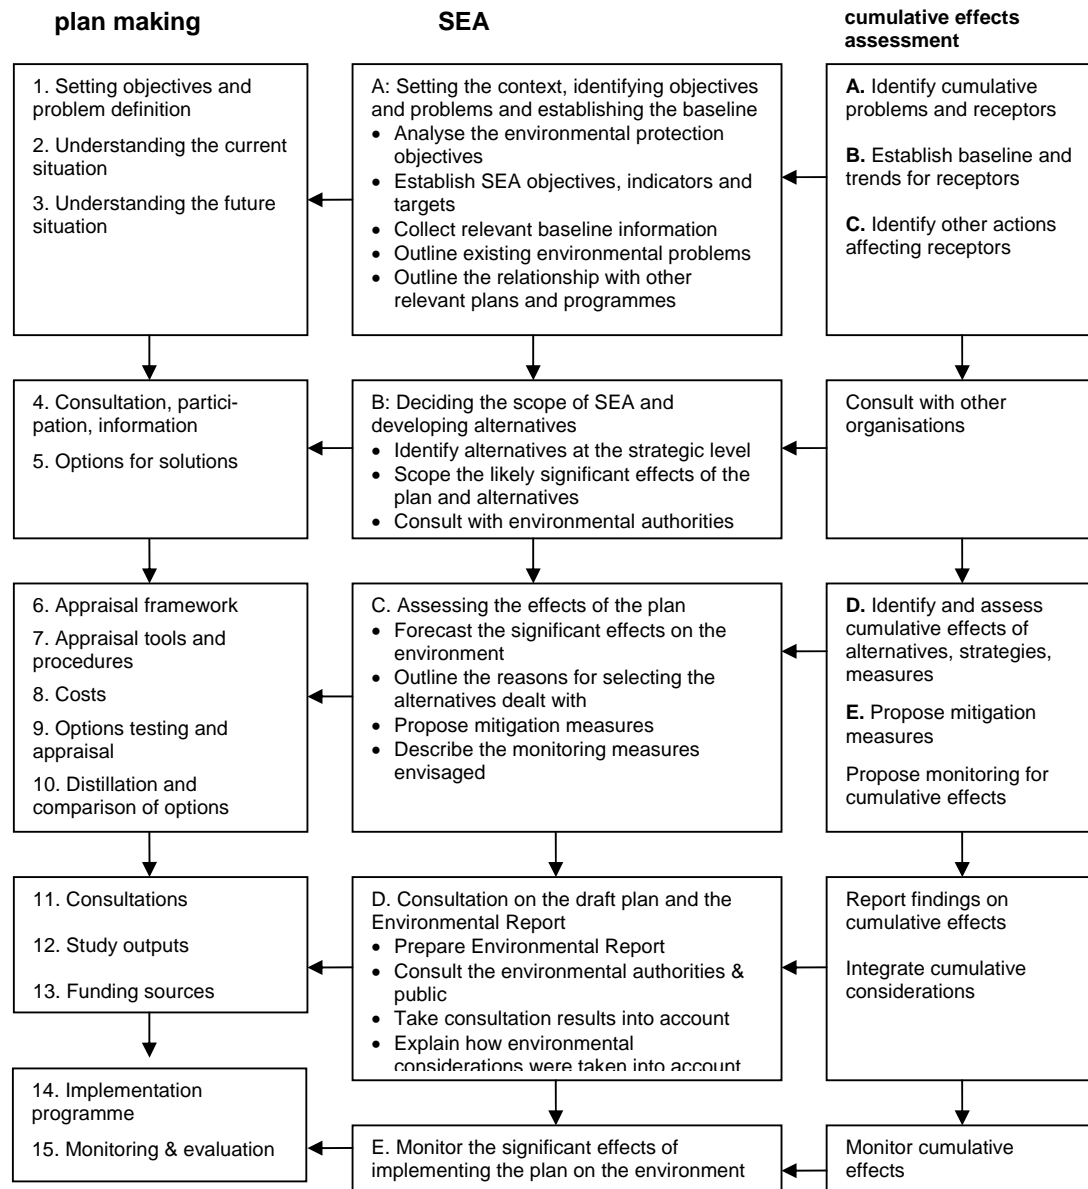 plan making
SEA
cumulative effects
assessment
1. Setting objectives and
problem definition
2. Understanding the current
situation
3. Understanding the future
situation
A: Setting the context, identifying objectives
and problems and establishing the baseline
• Analyse the environmental protection
objectives
• Establish SEA objectives, indicators and
targets
• Collect relevant baseline information
• Outline existing environmental problems
• Outline the relationship with other
relevant plans and programmes
A. Identify cumulative
problems and receptors
B. Establish baseline and
trends for receptors
C. Identify other actions
affecting receptors
4. Consultation, partici-
pation, information
5. Options for solutions
B: Deciding the scope of SEA and
developing alternatives
• Identify alternatives at the strategic level
• Scope the likely significant effects of the
plan and alternatives
• Consult with environmental authorities
Consult with other
organisations
6. Appraisal framework
7. Appraisal tools and
procedures
8. Costs
9. Options testing and
appraisal
10. Distillation and
comparison of options
C. Assessing the effects of the plan
• Forecast the significant effects on the
environment
• Outline the reasons for selecting the
alternatives dealt with
• Propose mitigation measures
• Describe the monitoring measures
envisaged
D. Identify and assess
cumulative effects of
alternatives, strategies,
measures
E. Propose mitigation
measures
Propose monitoring for
cumulative effects
11. Consultations
12. Study outputs
13. Funding sources
D. Consultation on the draft plan and the
Environmental Report
• Prepare Environmental Report
• Consult the environmental authorities &
public
• Take consultation results into account
• Explain how environmental
considerations were taken into account
Report findings on
cumulative effects
Integrate cumulative
considerations
14. Implementation
programme
15. Monitoring & evaluation
E. Monitor the significant effects of
implementing the plan on the environment
Monitor cumulative
effects